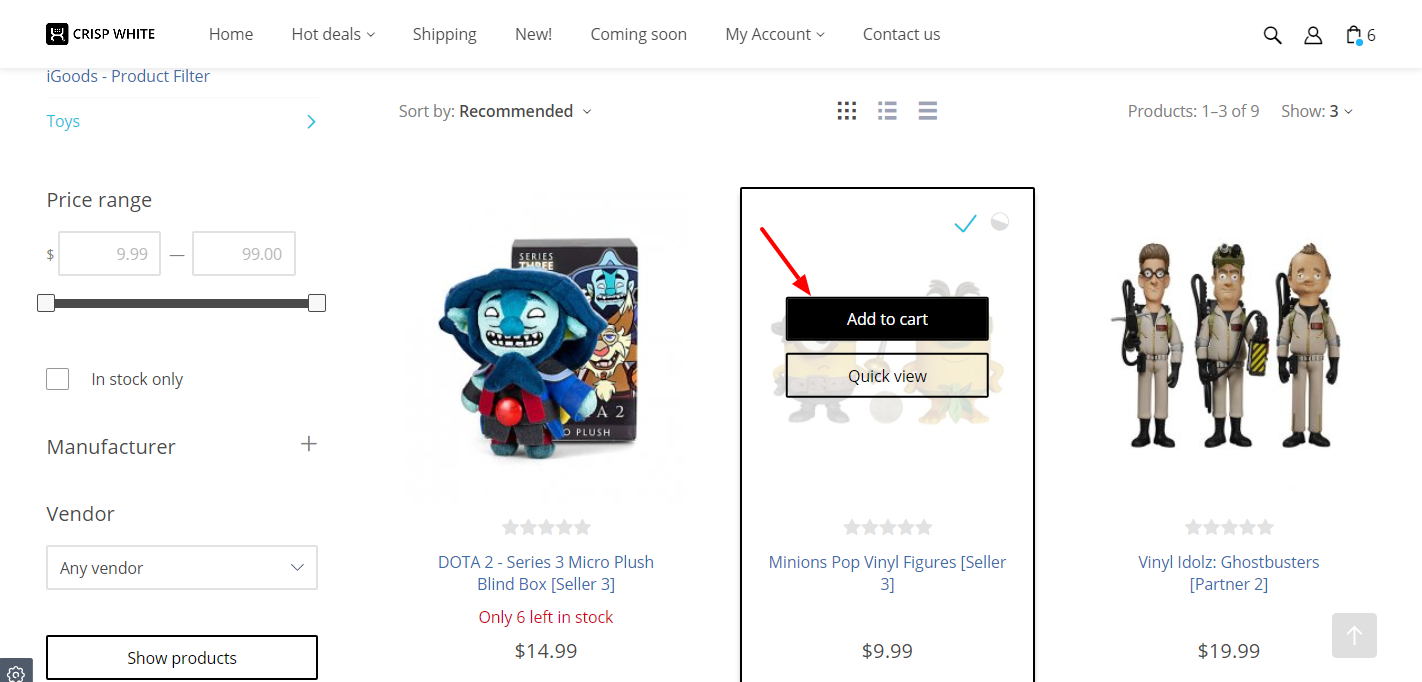 CRISP WHITE
Home
Hot deals
Shipping
New!
Coming soon
My Account
Contact us
6
iGoods - Product Filter
Toys
Sort by: Recommended
Products: 1–3 of 9
Show: 3
Price range
$ 9.99 — 99.00
In stock only
Manufacturer
Vendor
Any vendor
Show products
SERIES
THREE
A 2
O PLUSH
DOTA 2 - Series 3 Micro Plush
Blind Box [Seller 3]
Only 6 left in stock
$14.99
Add to cart
Quick view
Minions Pop Vinyl Figures [Seller
3]
$9.99
Vinyl Idolz: Ghostbusters
[Partner 2]
$19.99